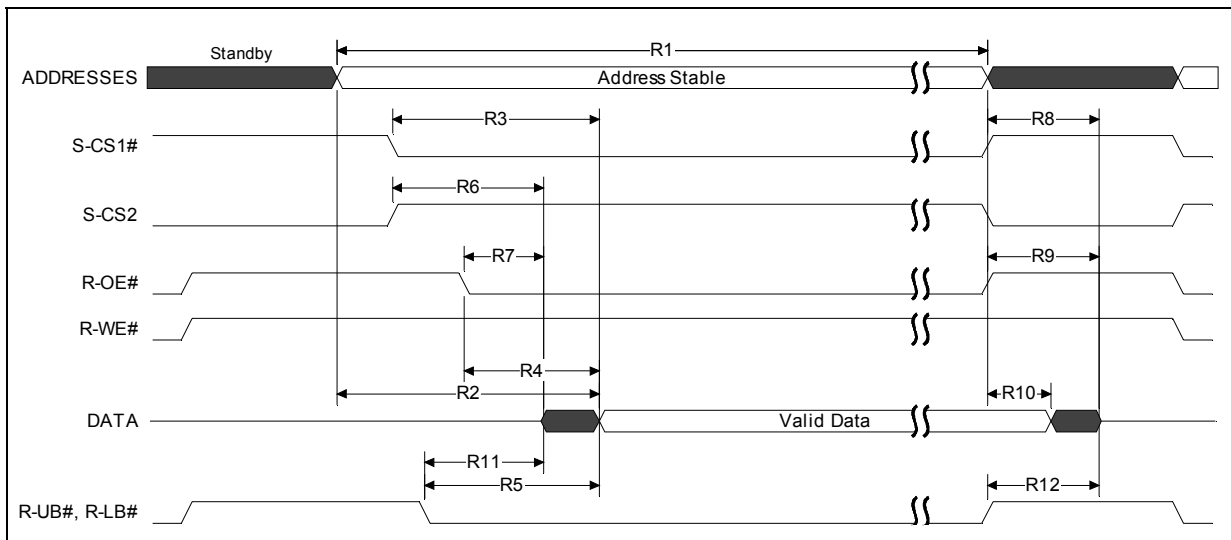 Standby
R1
ADDRESSES
Address Stable
R3
R8
S-CS1#
R6
S-CS2
R7
R9
R-OE#
R-WE#
R4
R2
R10
DATA
Valid Data
R11
R5
R12
R-UB#, R-LB#